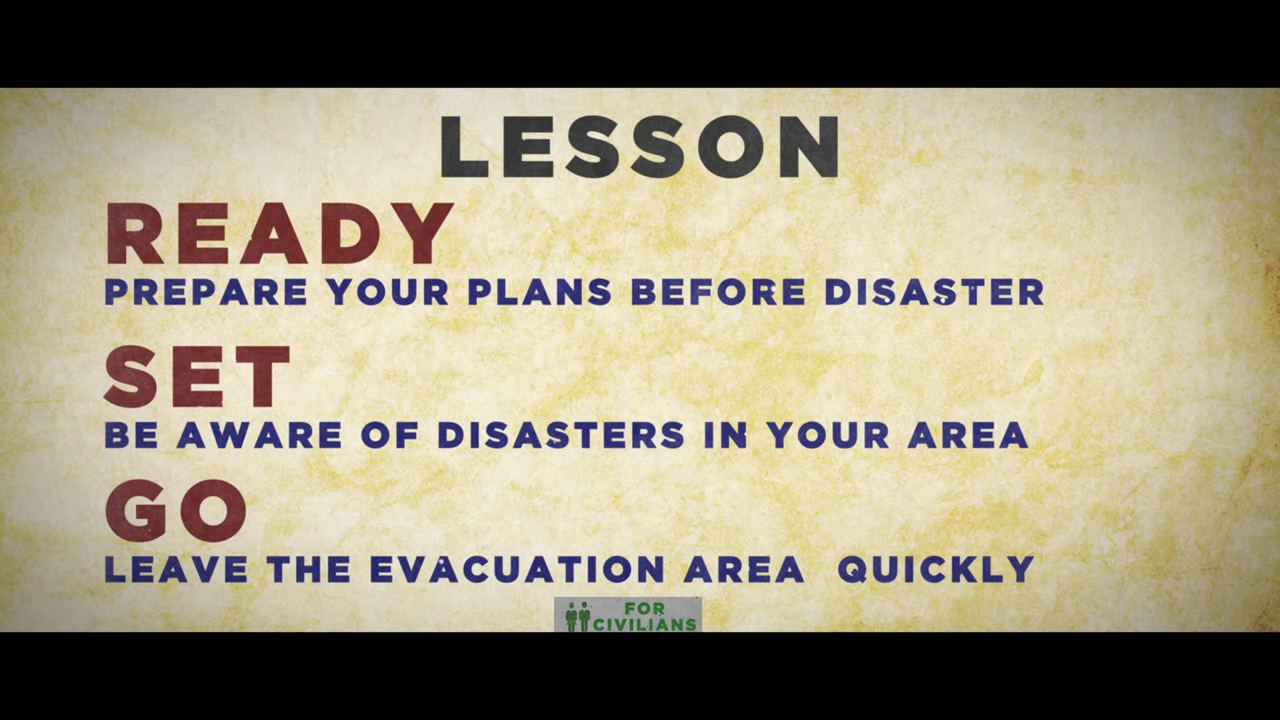 LESSON
READY
PREPARE YOUR PLANS BEFORE DISASTER
SET
BE AWARE OF DISASTERS IN YOUR AREA
GO
LEAVE THE EVACUATION AREA QUICKLY
FOR
CIVILIANS